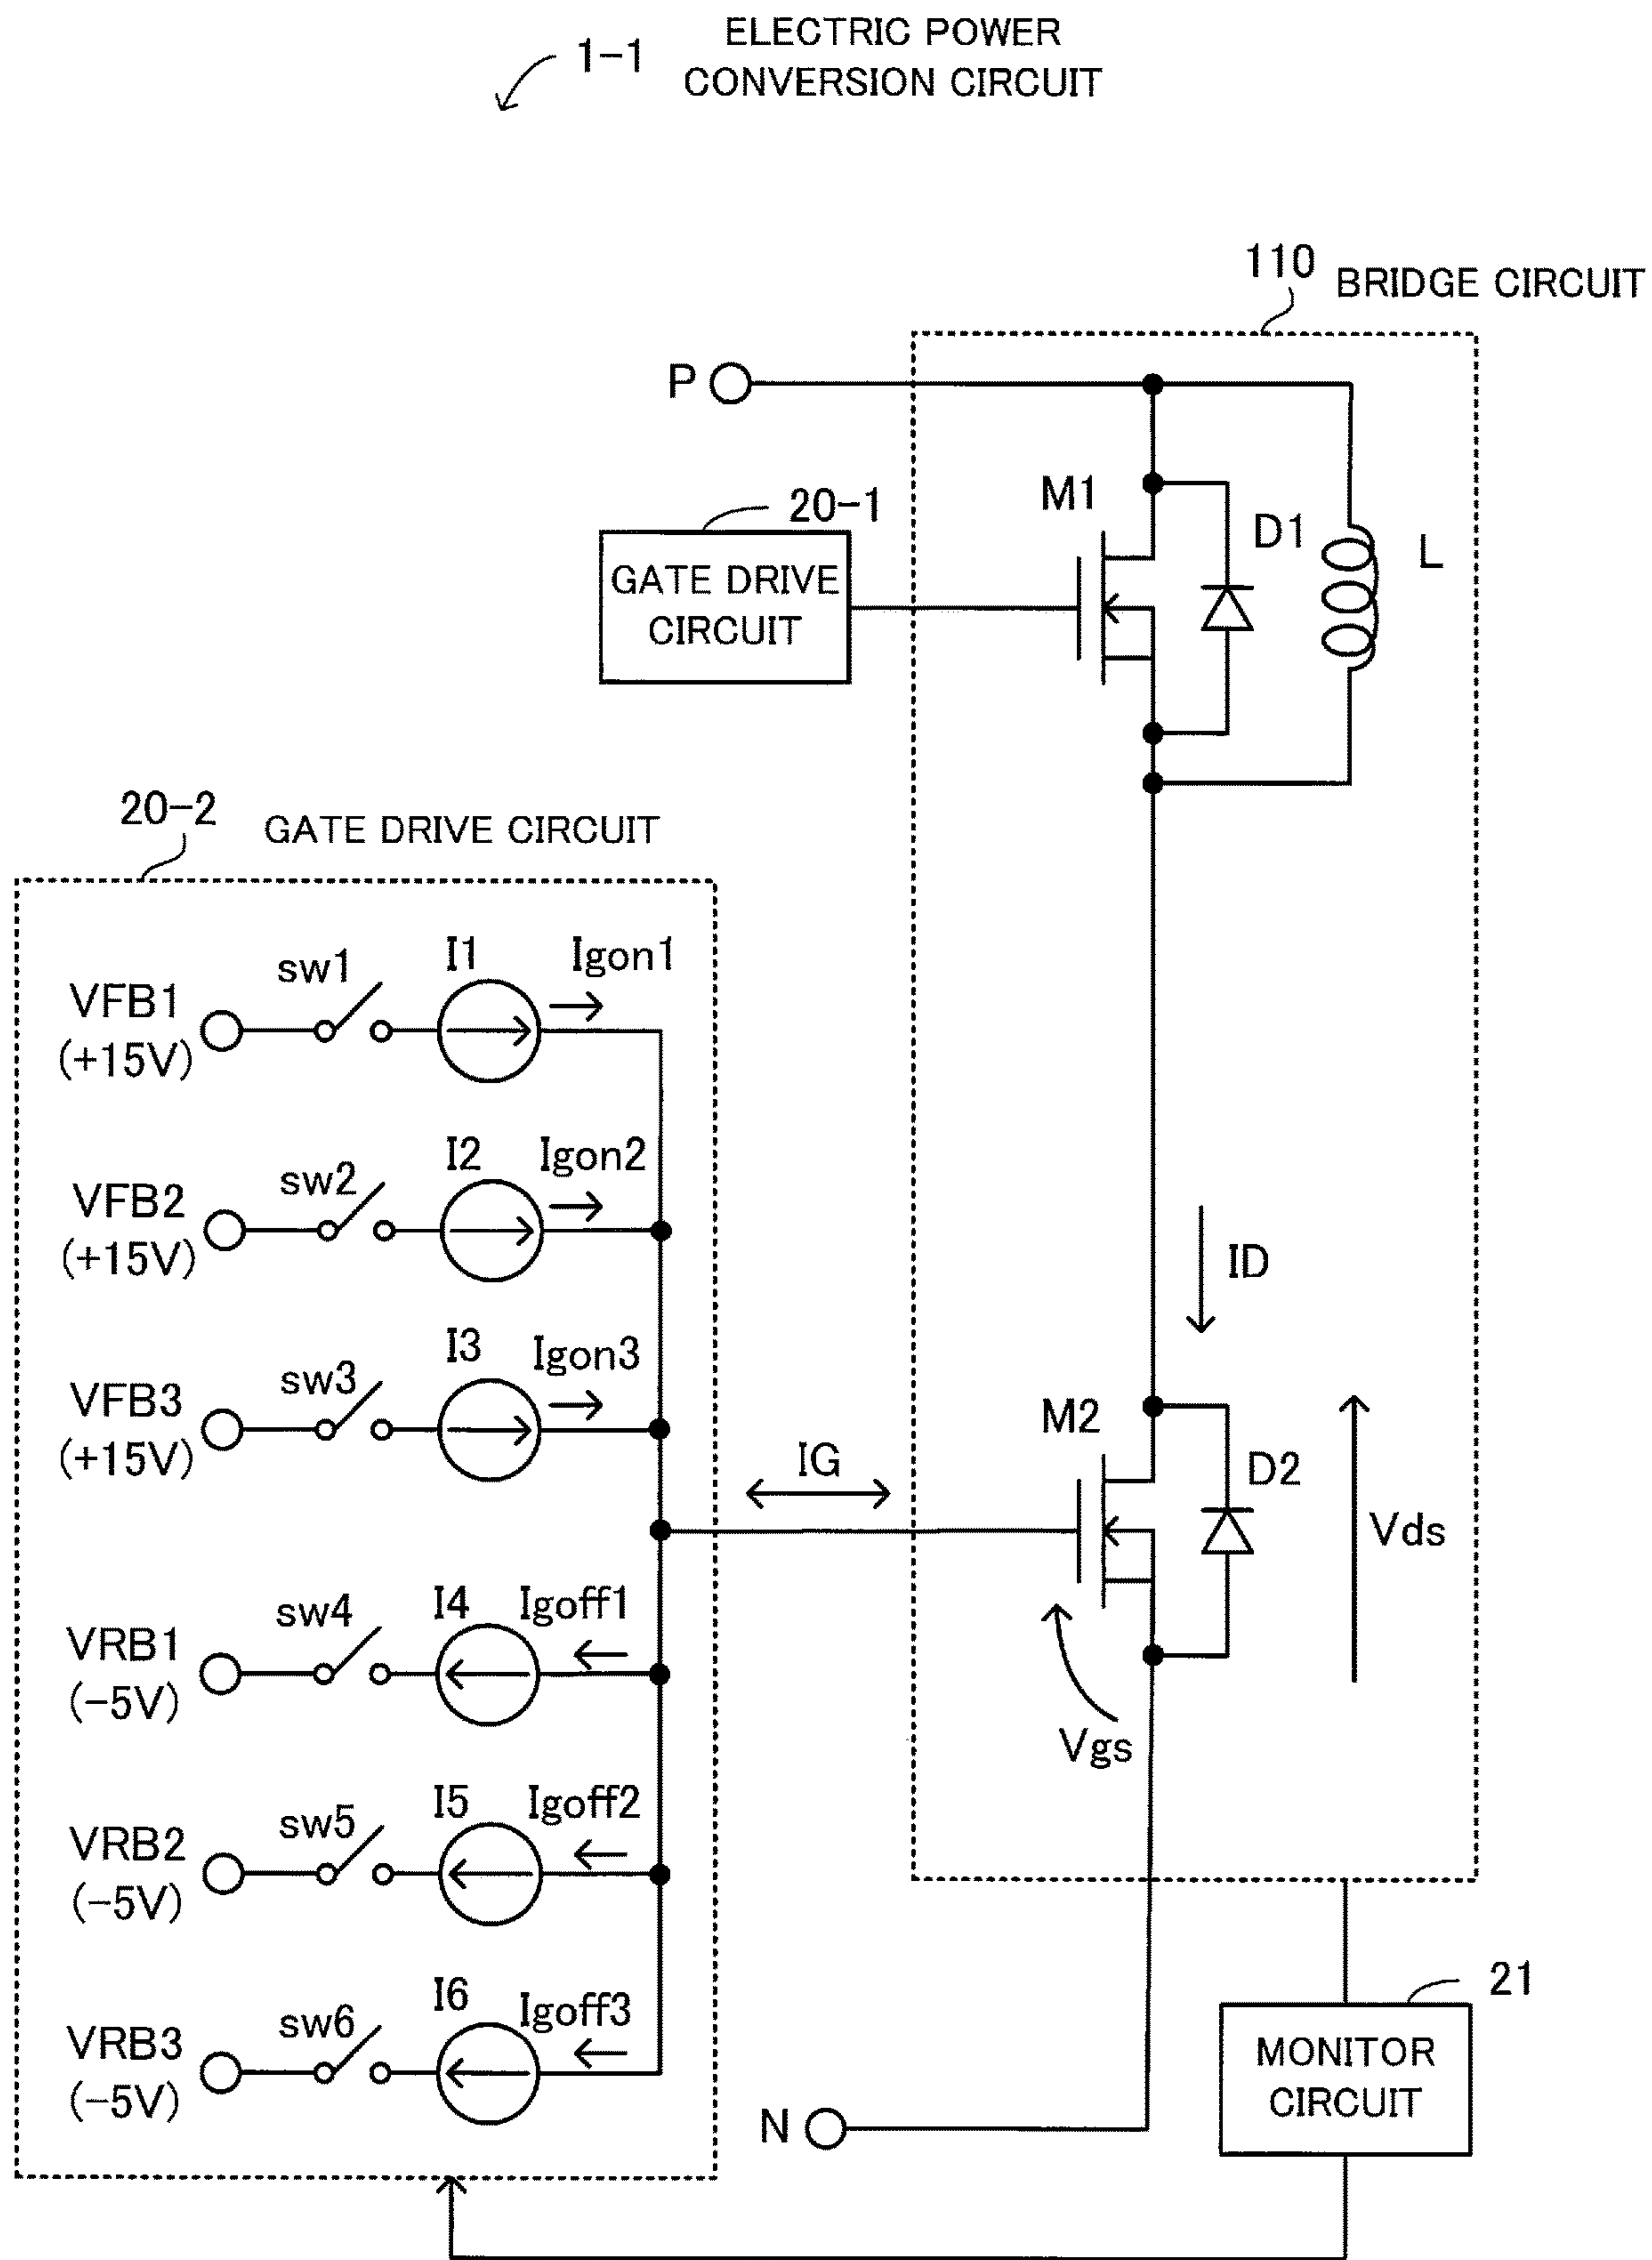 1-1
ELECTRIC POWER
CONVERSION CIRCUIT
110
BRIDGE CIRCUIT
P
M1
D1
L
20-1
GATE DRIVE
CIRCUIT
20-2
GATE DRIVE CIRCUIT
VFB1
(+15V)
sw1
I1
Igon1
VFB2
(+15V)
sw2
I2
Igon2
VFB3
(+15V)
sw3
I3
Igon3
IG
ID
M2
D2
Vds
Vgs
VRB1
(-5V)
sw4
I4
Igoff1
VRB2
(-5V)
sw5
I5
Igoff2
VRB3
(-5V)
sw6
I6
Igoff3
N
21
MONITOR
CIRCUIT